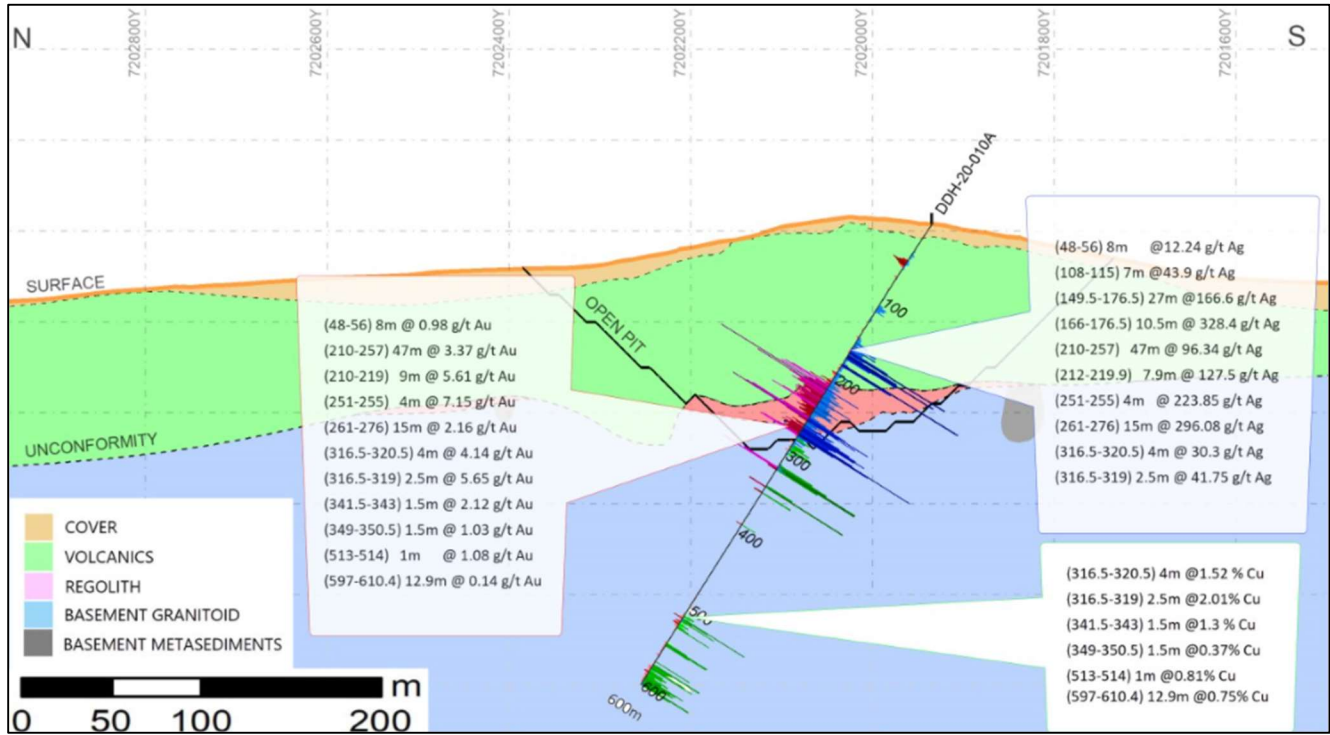 N
S
7202800Y
7202600Y
7202400Y
7202200Y
7202000Y
7201800Y
7201600Y
DDH-20-010A
SURFACE
OPEN PIT
UNCONFORMITY
100
200
300
400
500
600
600m
(48-56) 8m @ 0.98 g/t Au
(210-257) 47m @ 3.37 g/t Au
(210-219) 9m @ 5.61 g/t Au
(251-255) 4m @ 7.15 g/t Au
(261-276) 15m @ 2.16 g/t Au
(316.5-320.5) 4m @ 4.14 g/t Au
(316.5-319) 2.5m @ 5.65 g/t Au
(341.5-343) 1.5m @ 2.12 g/t Au
(349-350.5) 1.5m @ 1.03 g/t Au
(513-514) 1m @ 1.08 g/t Au
(597-610.4) 12.9m @ 0.14 g/t Au
(48-56) 8m @12.24 g/t Ag
(108-115) 7m @43.9 g/t Ag
(149.5-176.5) 27m @166.6 g/t Ag
(166-176.5) 10.5m @ 328.4 g/t Ag
(210-257) 47m @ 96.34 g/t Ag
(212-219.9) 7.9m @ 127.5 g/t Ag
(251-255) 4m @ 223.85 g/t Ag
(261-276) 15m @ 296.08 g/t Ag
(316.5-320.5) 4m @ 30.3 g/t Ag
(316.5-319) 2.5m @ 41.75 g/t Ag
(316.5-320.5) 4m @1.52 % Cu
(316.5-319) 2.5m @2.01% Cu
(341.5-343) 1.5m @1.3 % Cu
(349-350.5) 1.5m @0.37% Cu
(513-514) 1m @0.81% Cu
(597-610.4) 12.9m @0.75% Cu
COVER
VOLCANICS
REGOLITH
BASEMENT GRANITOID
BASEMENT METASEDIMENTS
m
0 50 100 200